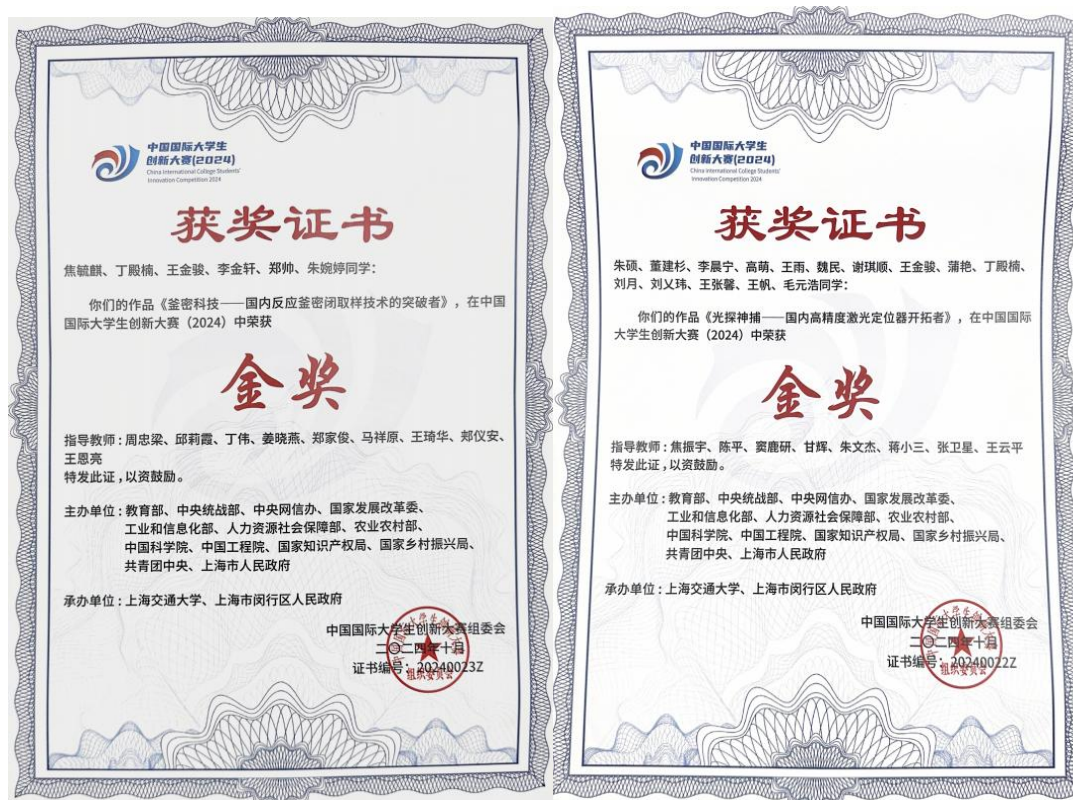 中国国际大学生
创新大赛(2024)
China International College Students'
Innovation Competition 2024
获奖证书
焦毓麒、丁殿楠、王金骏、李金轩、郑帅、朱婉婷同学：
你们的作品《釜密科技——国内反应釜密闭取样技术的突破者》，在中国
国际大学生创新大赛（2024）中荣获
金奖
指导教师：周忠梁、邱莉霞、丁伟、姜晓燕、郑家俊、马祥原、王琦华、郏仪安、
王恩亮
特发此证，以资鼓励。
主办单位：教育部、中央统战部、中央网信办、国家发展改革委、
工业和信息化部、人力资源社会保障部、农业农村部、
中国科学院、中国工程院、国家知识产权局、国家乡村振兴局、
共青团中央、上海市人民政府
承办单位：上海交通大学、上海市闵行区人民政府
中国国际大学生创新大赛组委会
二〇二四年十月
证书编号：20240023Z
组织委员会
中国国际大学生
创新大赛(2024)
China International College Students'
Innovation Competition 2024
获奖证书
朱硕、董建杉、李晨宁、高萌、王雨、魏民、谢琪顺、王金骏、蒲艳、丁殿楠、
刘月、刘乂玮、王张馨、王帆、毛元浩同学：
你们的作品《光探神捕——国内高精度激光定位器开拓者》，在中国国际
大学生创新大赛（2024）中荣获
金奖
指导教师：焦振宇、陈平、窦鹿研、甘辉、朱文杰、蒋小三、张卫星、王云平
特发此证，以资鼓励。
主办单位：教育部、中央统战部、中央网信办、国家发展改革委、
工业和信息化部、人力资源社会保障部、农业农村部、
中国科学院、中国工程院、国家知识产权局、国家乡村振兴局、
共青团中央、上海市人民政府
承办单位：上海交通大学、上海市闵行区人民政府
中国国际大学生创新大赛组委会
二〇二四年十月
证书编号：20240022Z
组织委员会